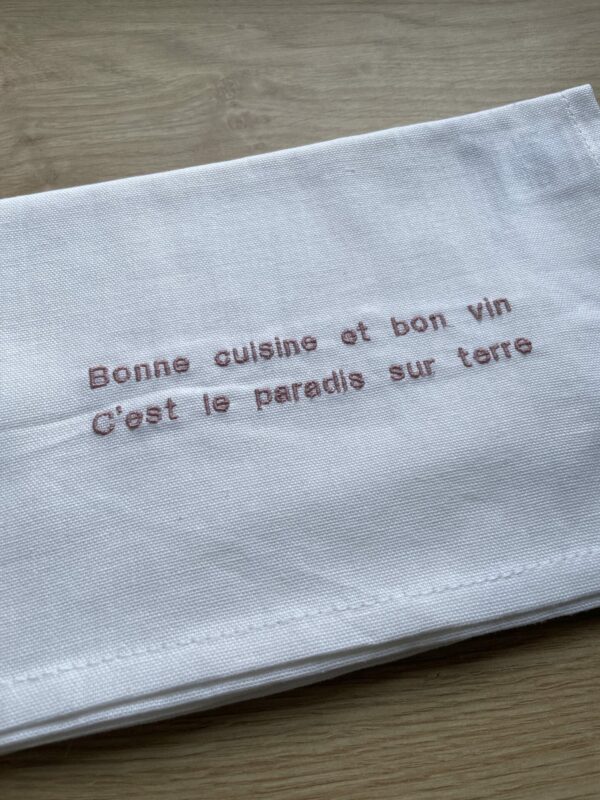 Bonne cuisine et bon vin
C'est le paradis sur terre